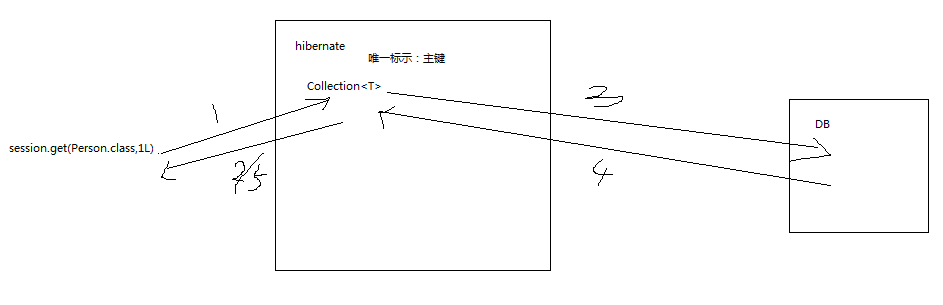 hibernate
唯一标示：主键
Collection<T>
1
3
DB
session.get(Person.class,1L)
2/5
4